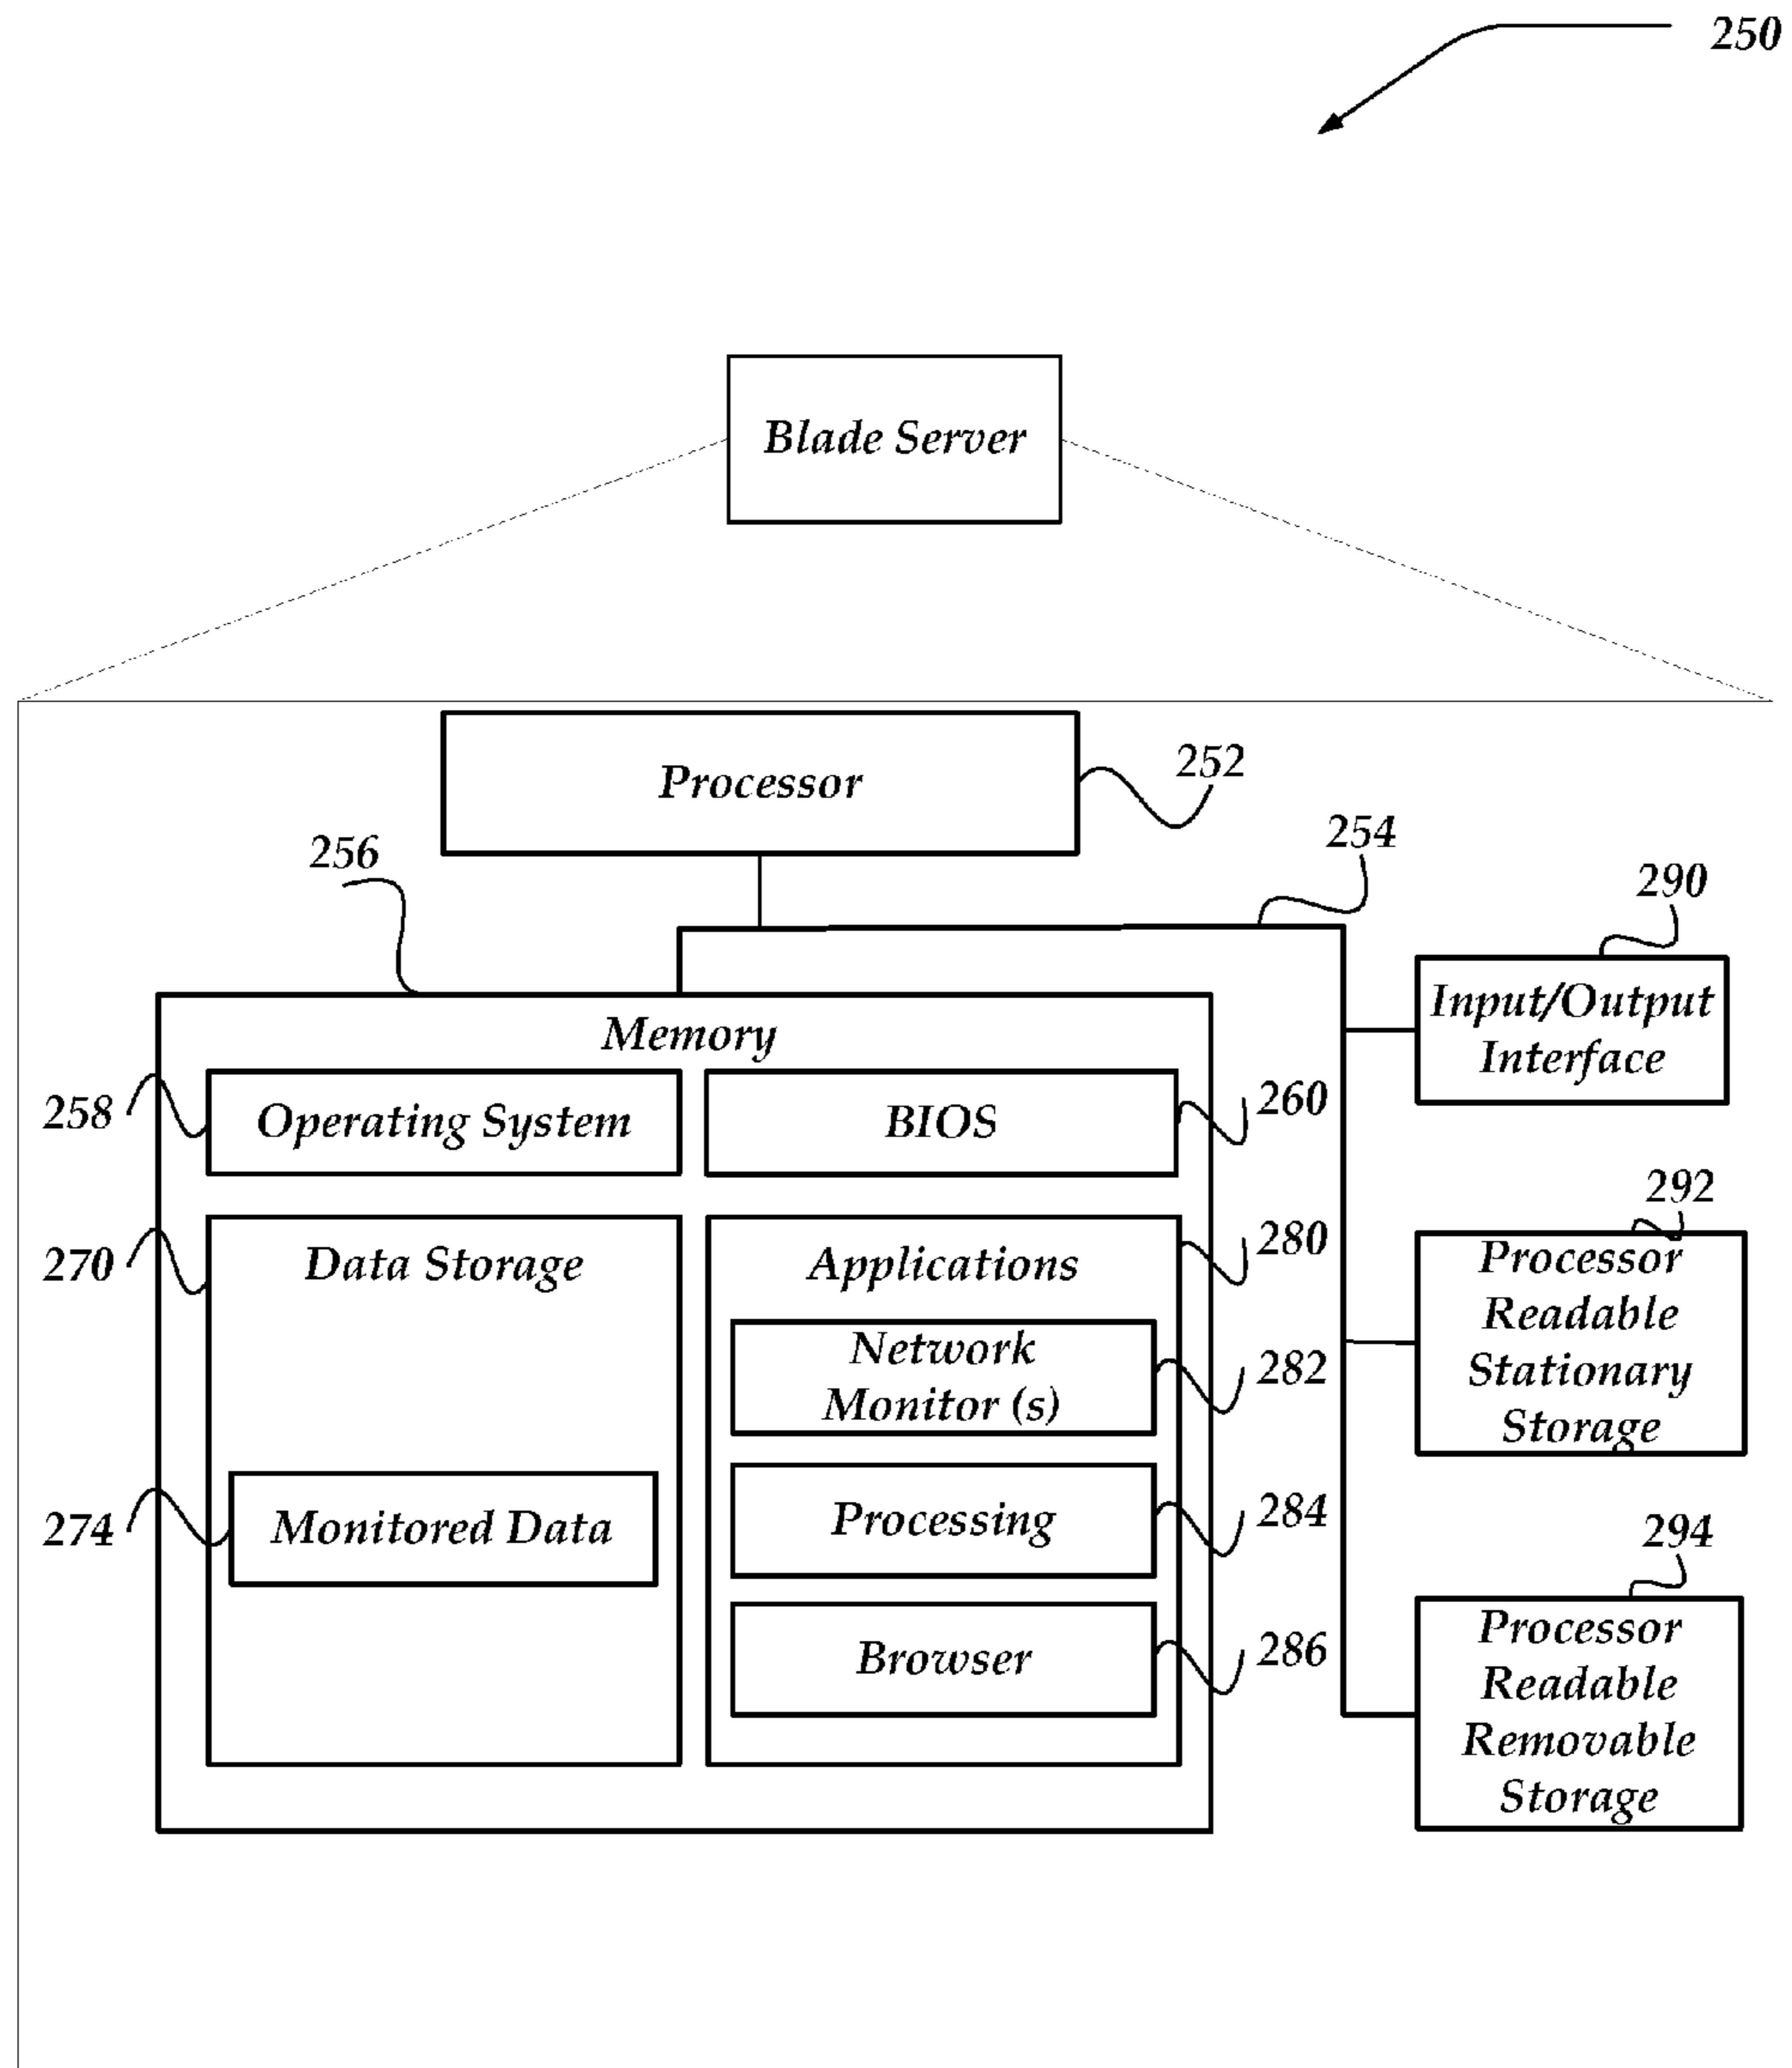 250
Blade Server
Processor
252
254
256
290
Input/Output
Interface
Memory
258
Operating System
BIOS
260
292
Processor
Readable
Stationary
Storage
270
Data Storage
Applications
280
Network
Monitor (s)
282
274
Monitored Data
Processing
284
294
Processor
Readable
Removable
Storage
Browser
286